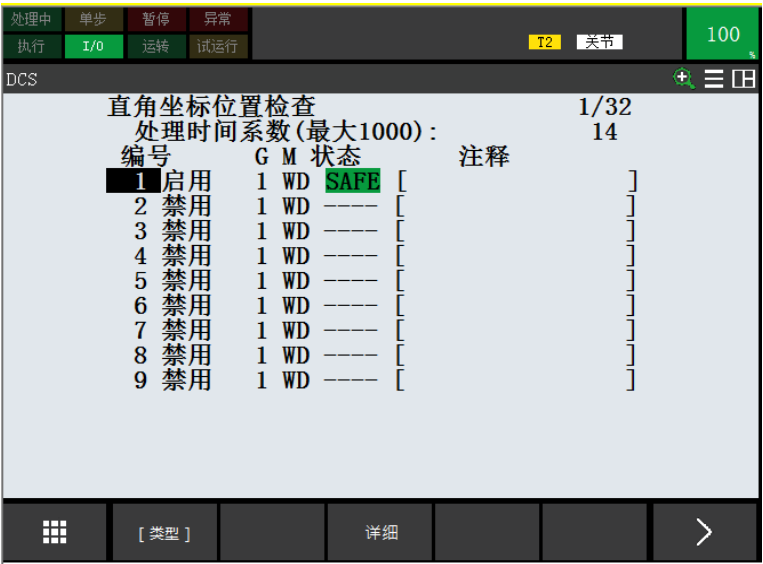 处理中 单步 暂停 异常
执行 I/O 运转 试运行 T2 关节 100 %
DCS
直角坐标位置检查 1/32
处理时间系数(最大1000): 14
编号 G M 状态 注释
1 启用 1 WD SAFE [ ]
2 禁用 1 WD ---- [ ]
3 禁用 1 WD ---- [ ]
4 禁用 1 WD ---- [ ]
5 禁用 1 WD ---- [ ]
6 禁用 1 WD ---- [ ]
7 禁用 1 WD ---- [ ]
8 禁用 1 WD ---- [ ]
9 禁用 1 WD ---- [ ]
[ 类型 ] 详细